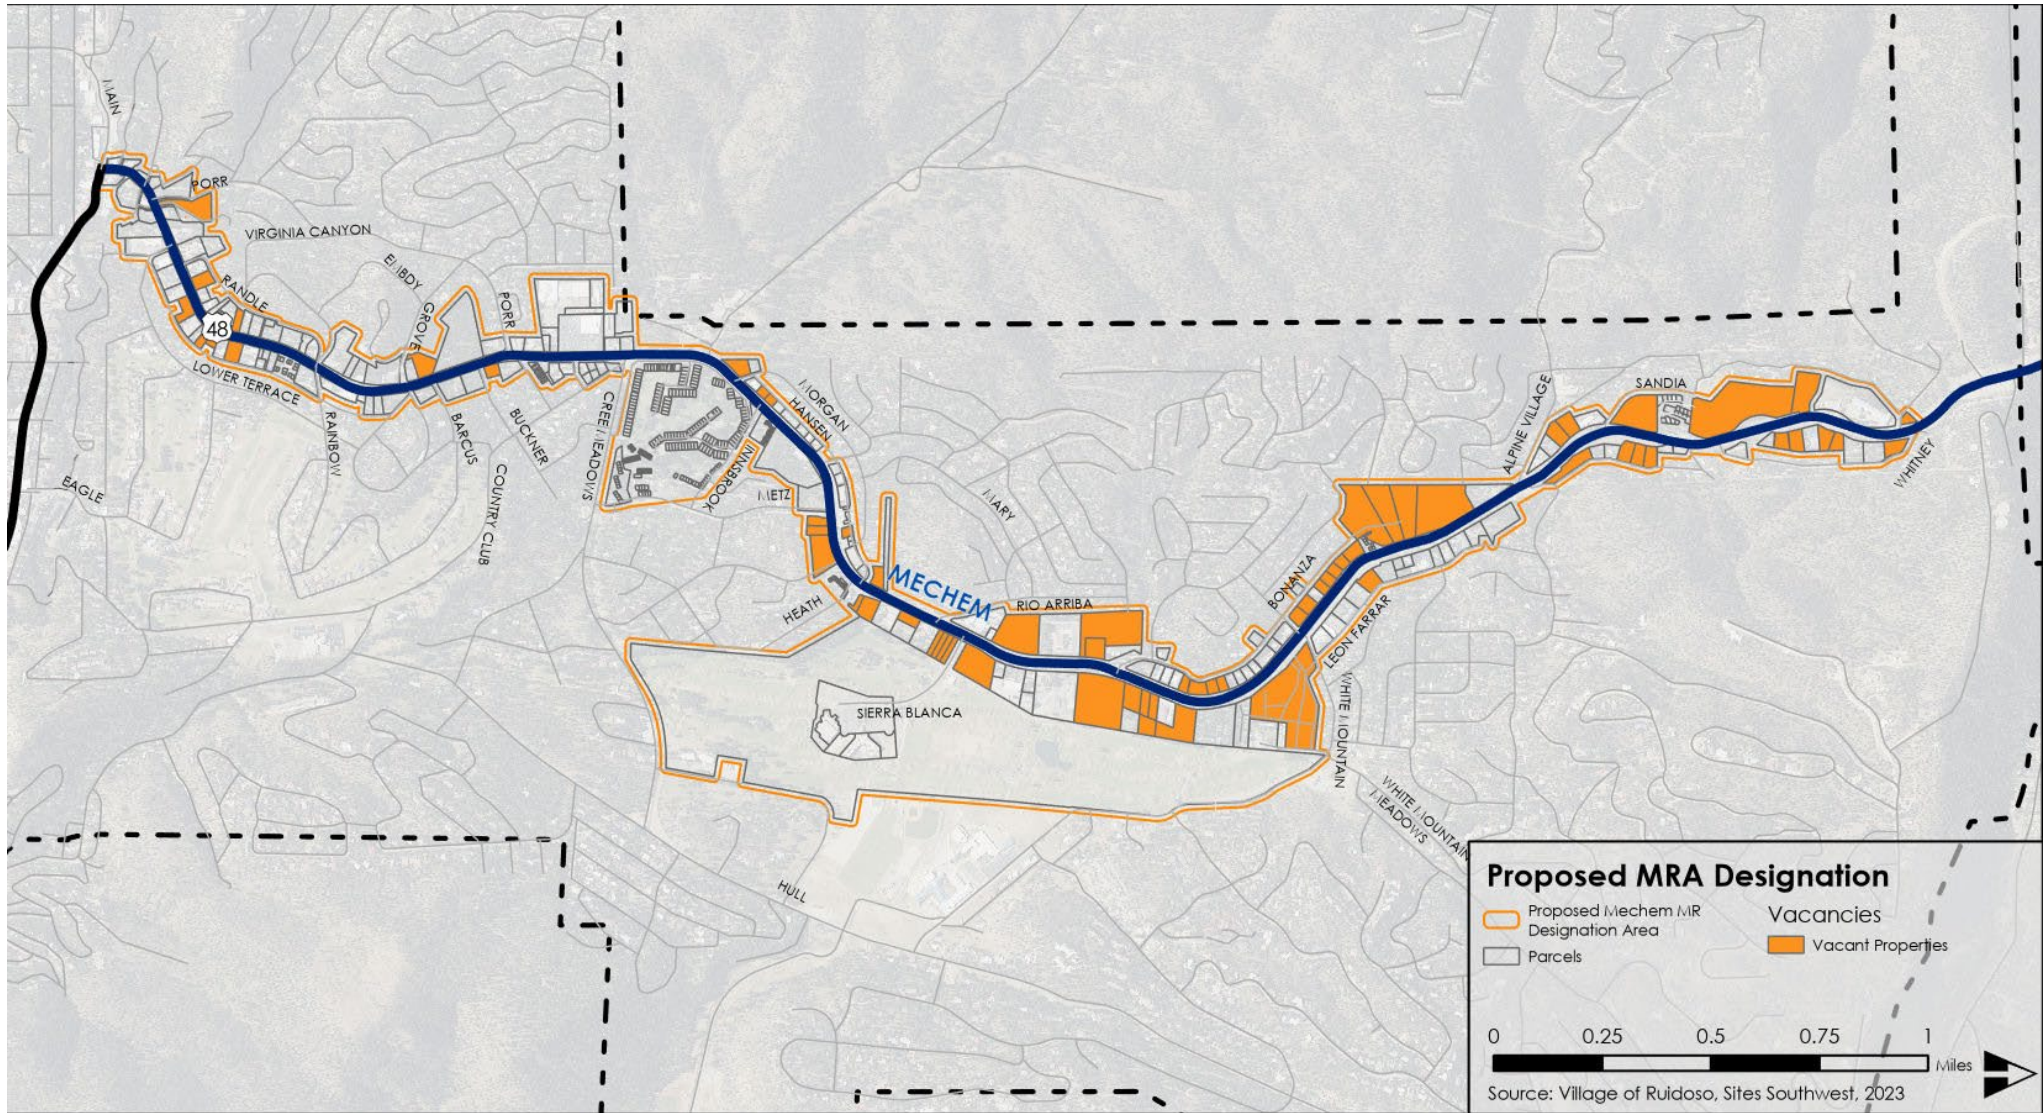 MAIN
PORR
VIRGINIA CANYON
EMBDY
RANDLE
GROVE
PORR
48
LOWER TERRACE
RAINBOW
BARCUS
BUCKNER
COUNTRY CLUB
CREE MEADOWS
EAGLE
MORGAN
HANSEN
INNSBROOK
METZ
MARY
HEATH
MECHEM
RIO ARRIBA
SIERRA BLANCA
BONANZA
LEON FARRAR
WHITE MOUNTAIN
WHITE MOUNTAIN
MEADOWS
ALPINE VILLAGE
SANDIA
WHITNEY
HULL
Proposed MRA Designation
Proposed Mechem MR
Designation Area
Parcels
Vacancies
Vacant Properties
0 0.25 0.5 0.75 1
Miles
Source: Village of Ruidoso, Sites Southwest, 2023